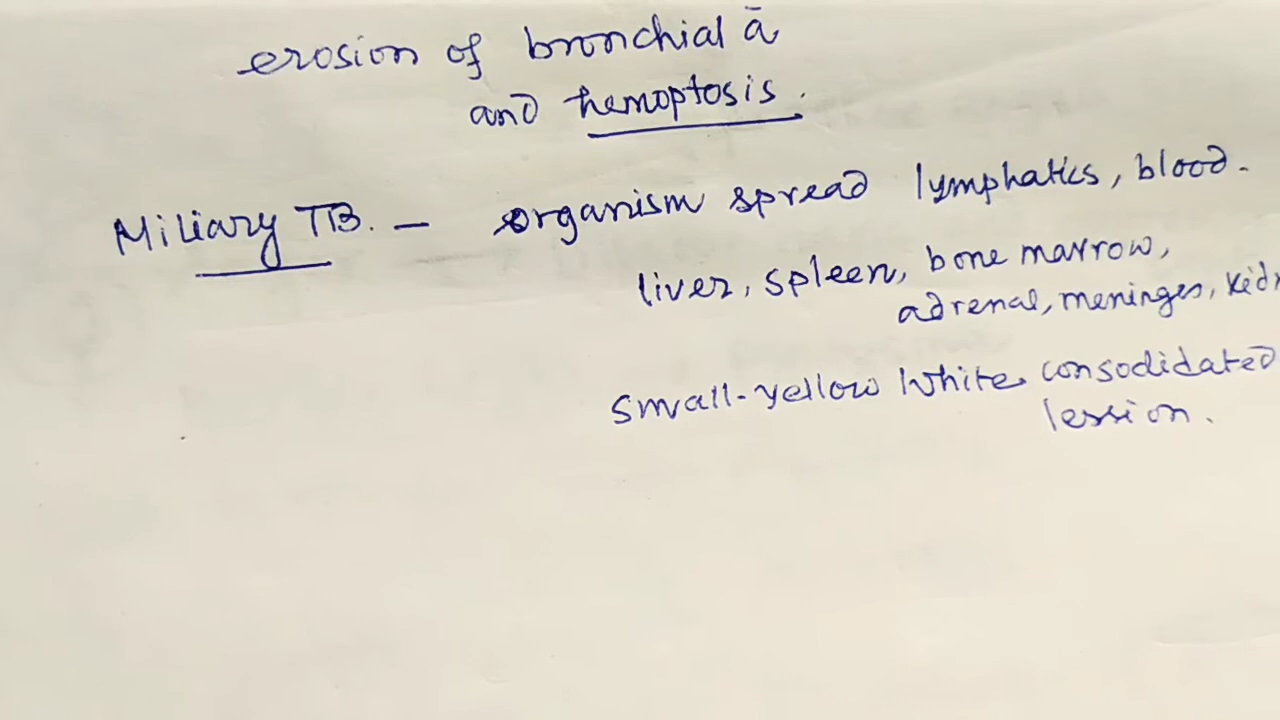 erosion of bronchial ā
and hemoptosis.
Miliary TB. - organism spread lymphatics, blood.
liver, spleen, bone marrow,
adrenal, meninges,
small-yellow white consodidated
lession.